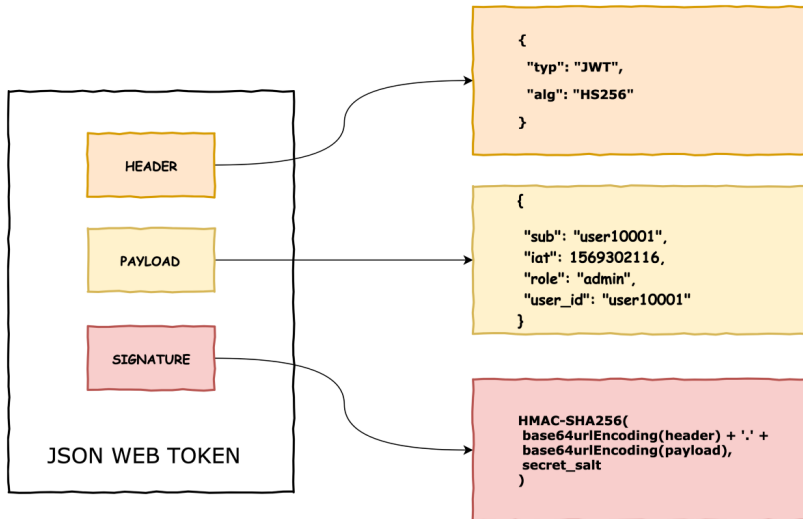 HEADER
PAYLOAD
SIGNATURE
JSON WEB TOKEN
{
"typ": "JWT",
"alg": "HS256"
}
{
"sub": "user10001",
"iat": 1569302116,
"role": "admin",
"user_id": "user10001"
}
HMAC-SHA256(
base64urlEncoding(header) + '.' +
base64urlEncoding(payload),
secret_salt
)